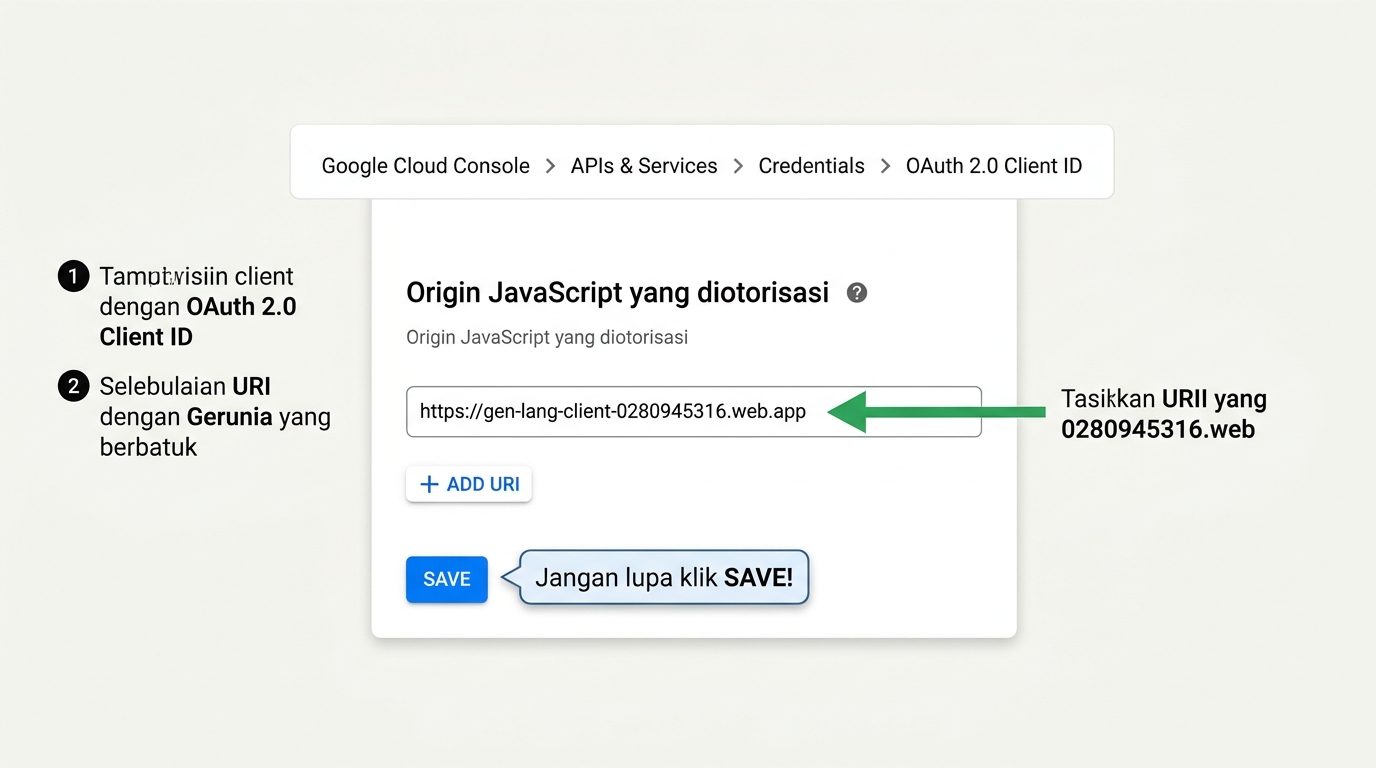 Google Cloud Console > APIs & Services > Credentials > OAuth 2.0 Client ID
1 client
dengan OAuth 2.0
Client ID
2 Selebulaian URI
dengan Gerunia yang
berbatuk
Origin JavaScript yang diotorisasi ?
Origin JavaScript yang diotorisasi
https://gen-lang-client-0280945316.web.app
Tasikkan URII yang
0280945316.web
+ ADD URI
SAVE
Jangan lupa klik SAVE!